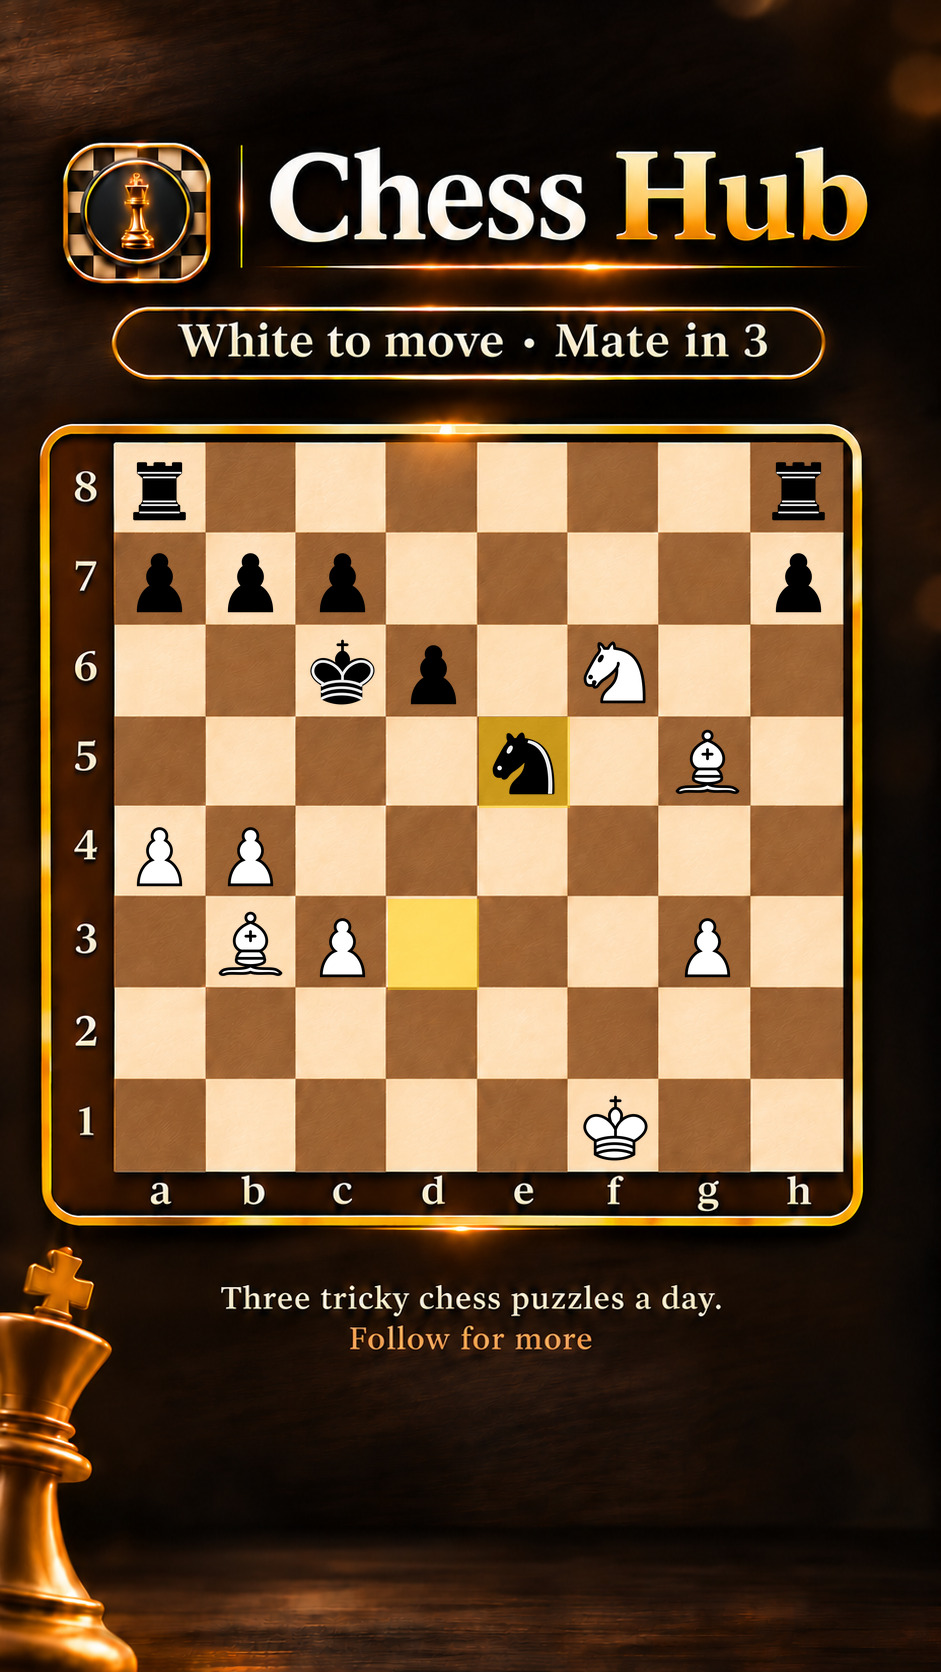 Chess Hub
White to move • Mate in 3
8
7
6
5
4
3
2
1
a b c d e f g h
Three tricky chess puzzles a day.
Follow for more